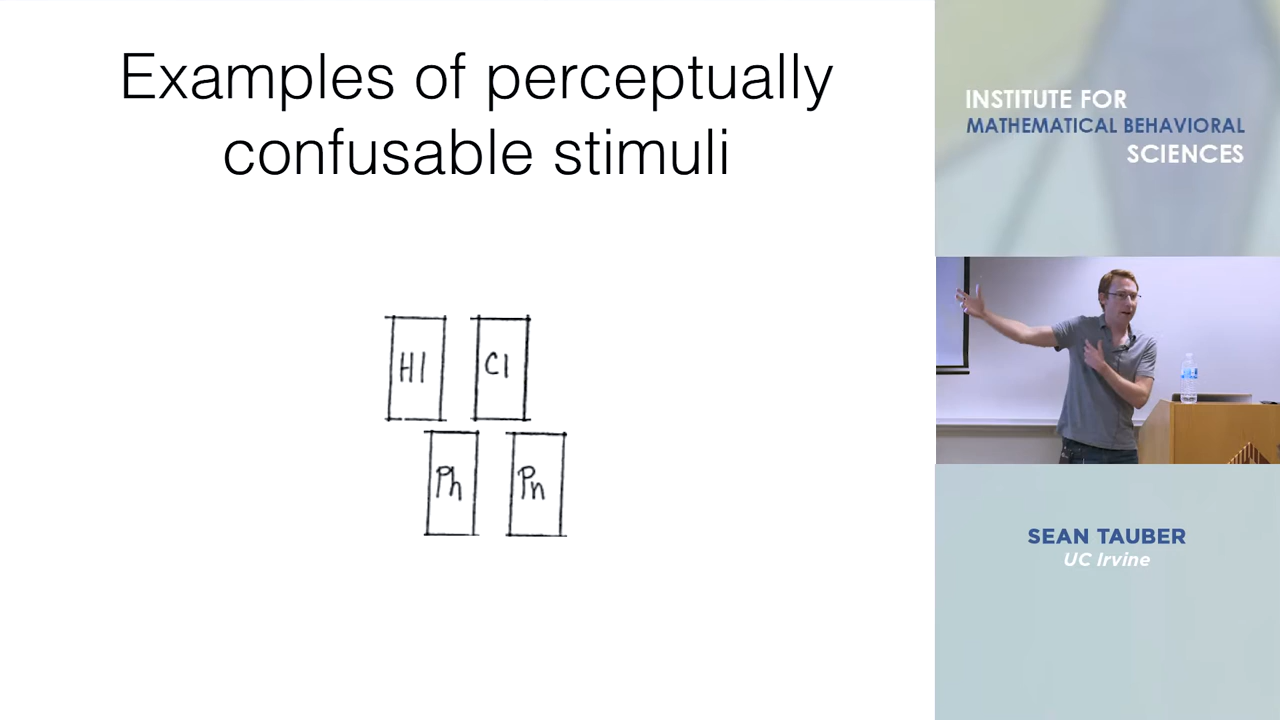 Examples of perceptually
confusable stimuli
Hl Cl
Ph Pn
INSTITUTE FOR
MATHEMATICAL BEHAVIORAL
SCIENCES
SEAN TAUBER
UC Irvine